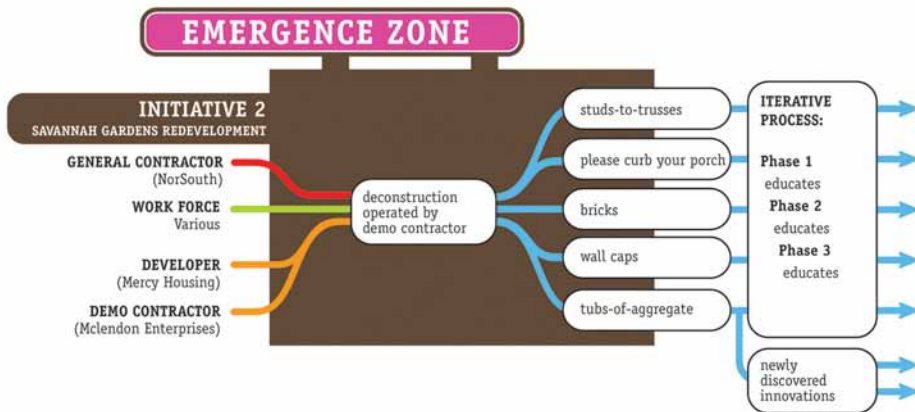 EMERGENCE ZONE
INITIATIVE 2
SAVANNAH GARDENS REDEVELOPMENT
GENERAL CONTRACTOR
(NorSouth)
WORK FORCE
Various
DEVELOPER
(Mercy Housing)
DEMO CONTRACTOR
(Mclendon Enterprises)
deconstruction
operated by
demo contractor
studs-to-trusses
please curb your porch
bricks
wall caps
tubs-of-aggregate
ITERATIVE
PROCESS:
Phase 1
educates
Phase 2
educates
Phase 3
educates
newly
discovered
innovations